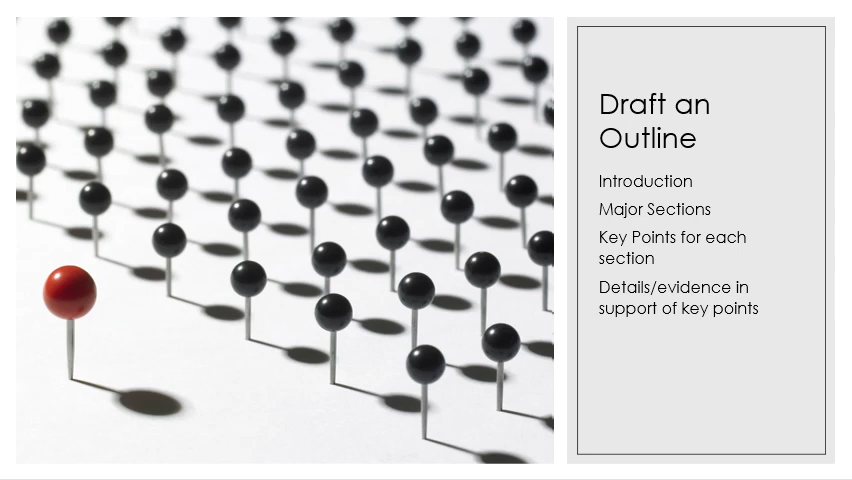 Draft an
Outline
Introduction
Major Sections
Key Points for each
section
Details/evidence in
support of key points